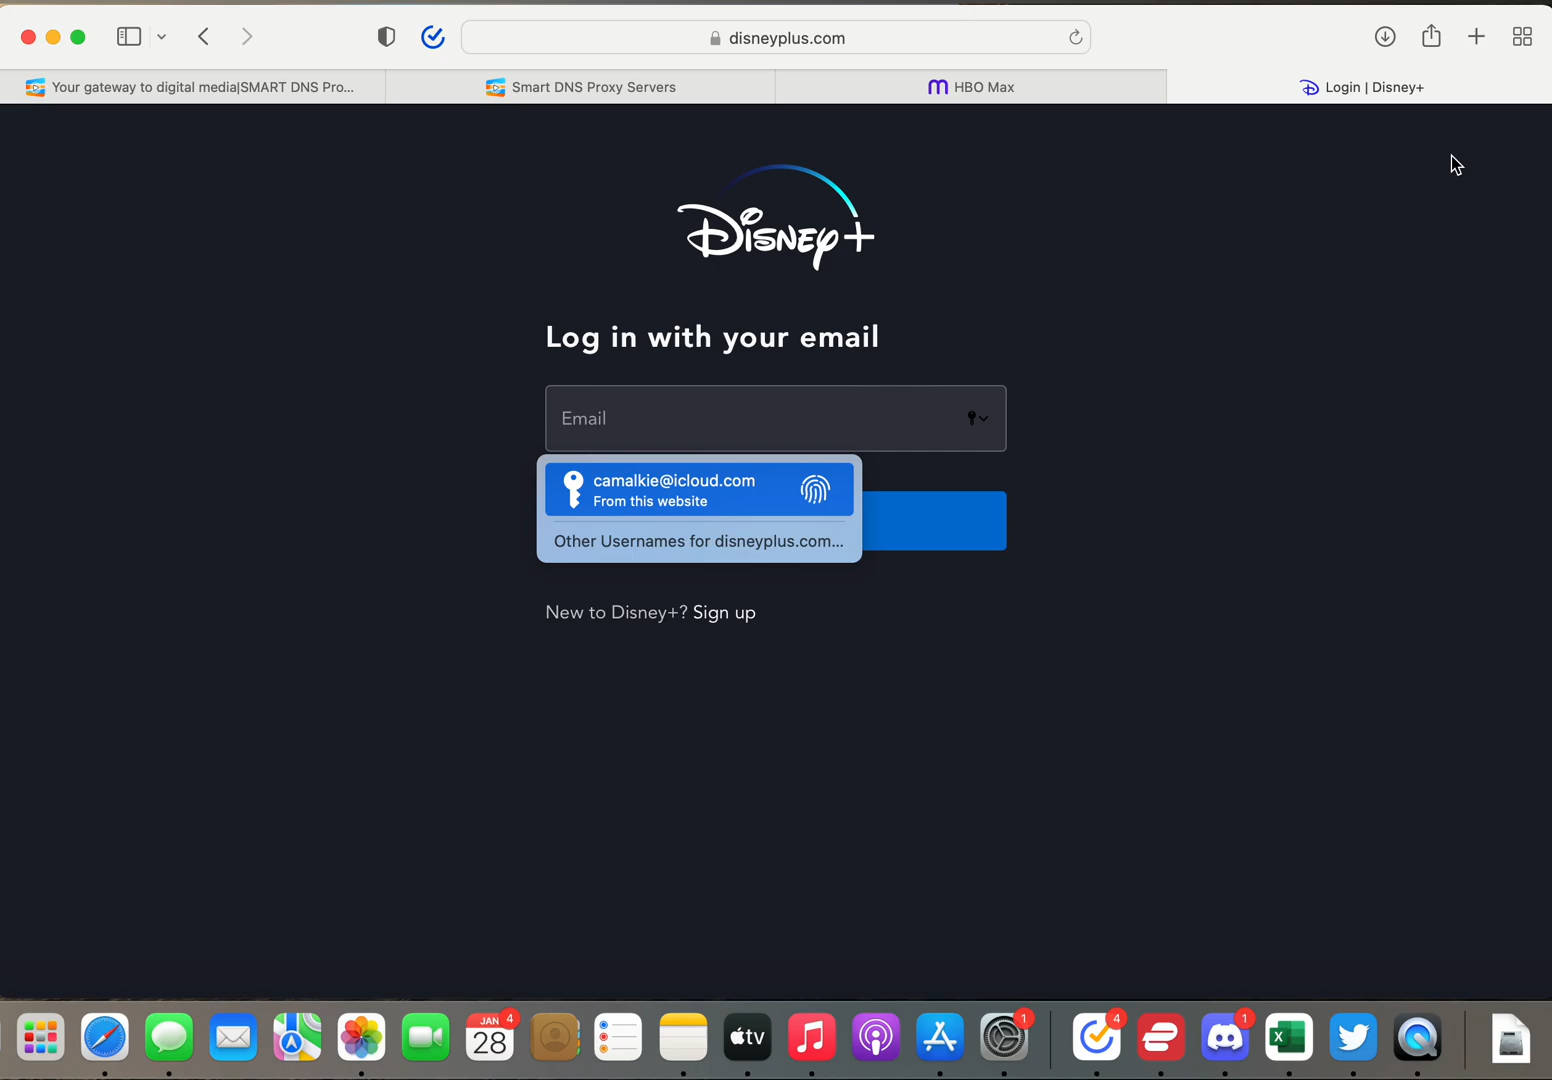 disneyplus.com
Your gateway to digital media|SMART DNS Pro...
Smart DNS Proxy Servers
HBO Max
Login | Disney+
Disney+
Log in with your email
Email
camalkie@icloud.com
From this website
Other Usernames for disneyplus.com...
New to Disney+? Sign up
JAN
28
4
tv
1
4
1
X